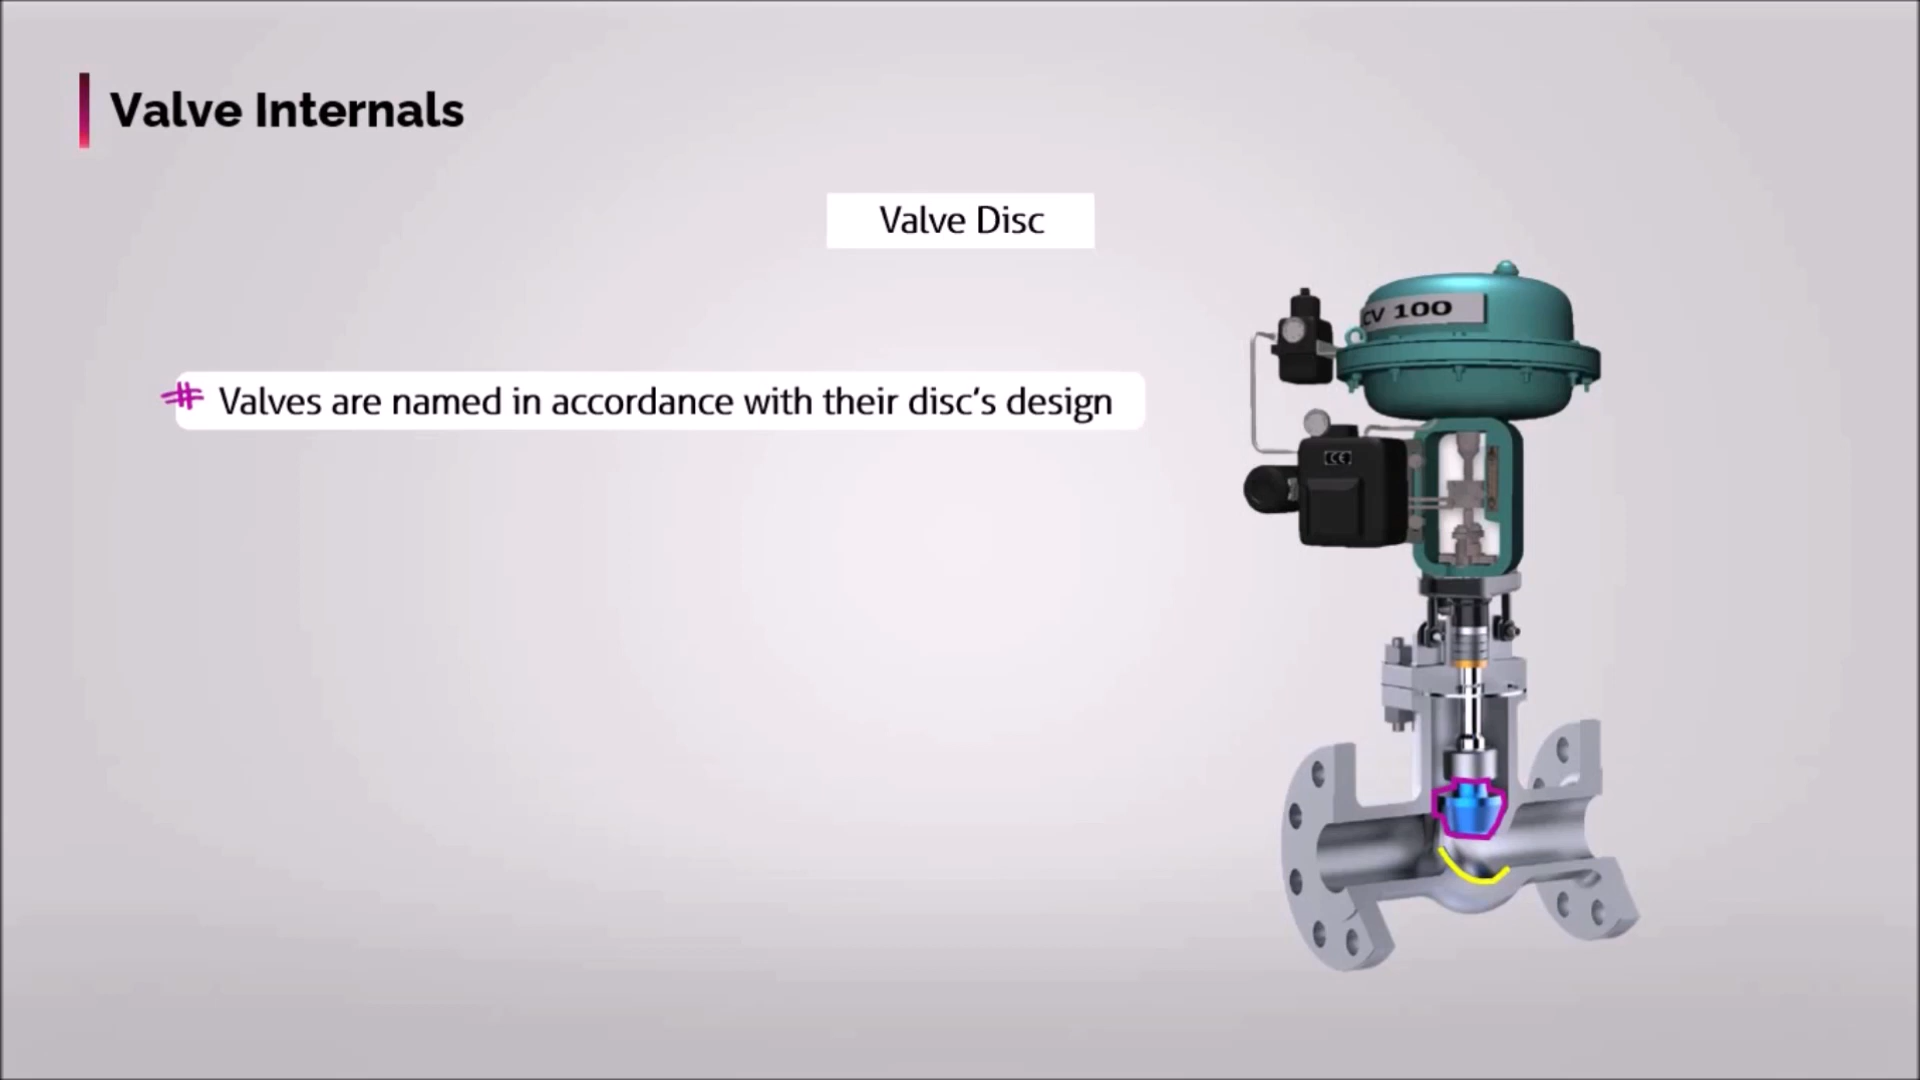 Valve Internals
Valve Disc
# Valves are named in accordance with their disc’s design
CV 100
CE